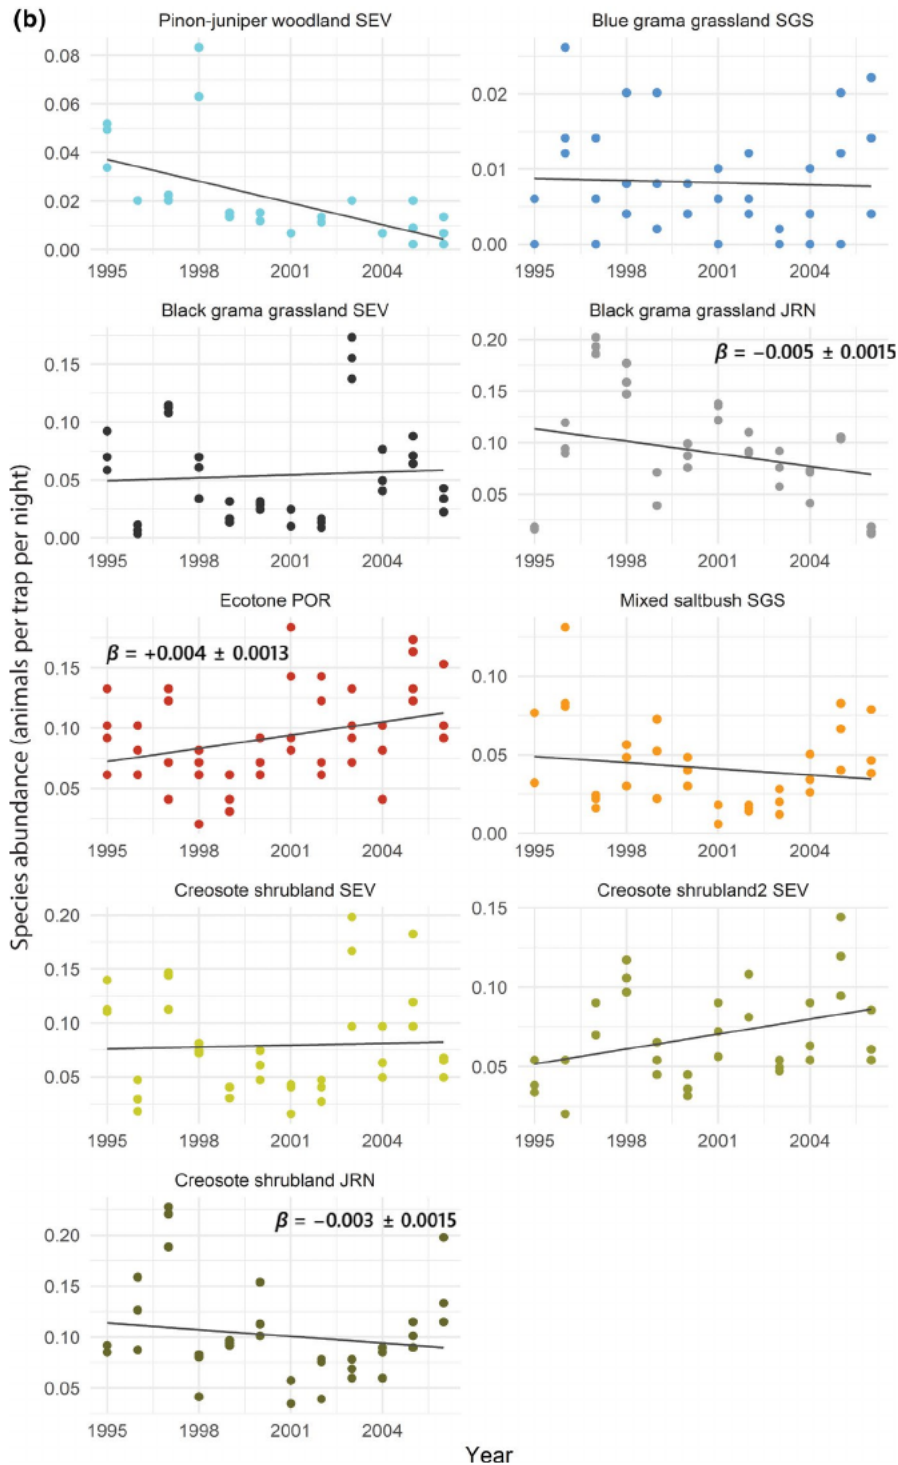 (b)
Pinon-juniper woodland SEV
0.08
0.06
0.04
0.02
0.00
1995 1998 2001 2004
Blue grama grassland SGS
0.02
0.01
0.00
1995 1998 2001 2004
Black grama grassland SEV
0.15
0.10
0.05
0.00
1995 1998 2001 2004
Black grama grassland JRN
β = −0.005 ± 0.0015
0.20
0.15
0.10
0.05
1995 1998 2001 2004
Species abundance (animals per trap per night)
Ecotone POR
β = +0.004 ± 0.0013
0.15
0.10
0.05
1995 1998 2001 2004
Mixed saltbush SGS
0.10
0.05
0.00
1995 1998 2001 2004
Creosote shrubland SEV
0.20
0.15
0.10
0.05
1995 1998 2001 2004
Creosote shrubland2 SEV
0.15
0.10
0.05
1995 1998 2001 2004
Creosote shrubland JRN
β = −0.003 ± 0.0015
0.20
0.15
0.10
0.05
1995 1998 2001 2004
Year